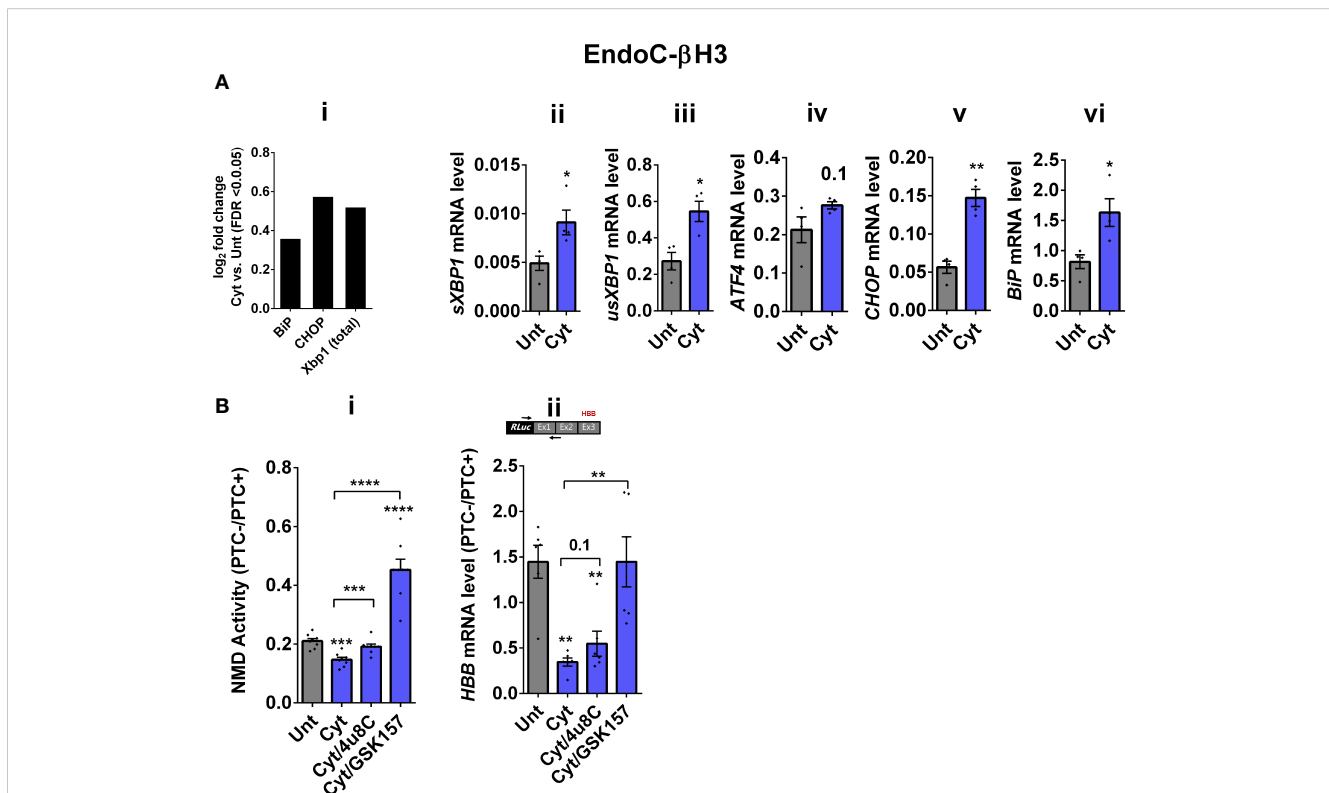 EndoC-βH3
A
i
ii
iii
iv
v
vi
log2 fold change
Cyt vs. Unt (FDR <0.0.05)
0.8
0.6
0.4
0.2
0.0
BiP
CHOP
Xbp1 (total)
sXBP1 mRNA level
0.015
0.010
0.005
0.000
*
Unt
Cyt
usXBP1 mRNA level
0.8
0.6
0.4
0.2
0.0
*
Unt
Cyt
ATF4 mRNA level
0.4
0.3
0.2
0.1
0.0
0.1
Unt
Cyt
CHOP mRNA level
0.20
0.15
0.10
0.05
0.00
**
Unt
Cyt
BiP mRNA level
2.5
2.0
1.5
1.0
0.5
0.0
*
Unt
Cyt
B
i
NMD Activity (PTC-/PTC+)
0.8
0.6
0.4
0.2
0.0
****
****
***
***
Unt
Cyt
Cyt/4u8C
Cyt/GSK157
ii
HBB
RLuc Ex1 Ex2 Ex3
HBB mRNA level (PTC-/PTC+)
2.5
2.0
1.5
1.0
0.5
0.0
**
0.1
**
**
Unt
Cyt
Cyt/4u8C
Cyt/GSK157